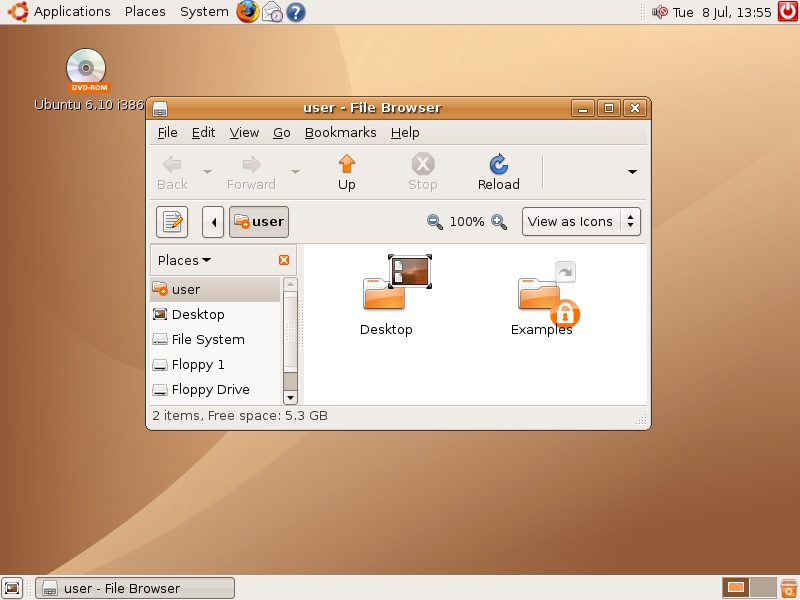 Applications Places System
Tue 8 Jul, 13:55
DVD-ROM
Ubuntu 6.10 i386
user - File Browser
File Edit View Go Bookmarks Help
Back Forward Up Stop Reload
user
100%
View as Icons
Places
user
Desktop
File System
Floppy 1
Floppy Drive
Desktop
Examples
2 items, Free space: 5.3 GB
user - File Browser